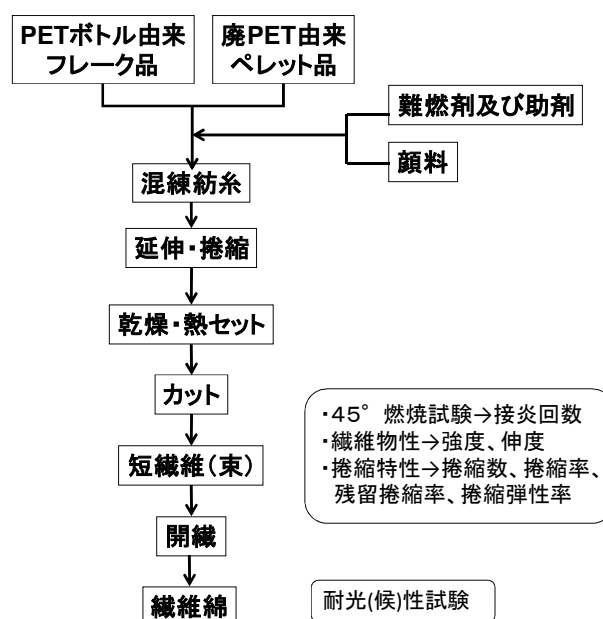 PETボトル由来
フレーク品
廃PET由来
ペレット品
難燃剤及び助剤
顔料
混練紡糸
延伸・捲縮
乾燥・熱セット
カット
短繊維（束）
開繊
繊維綿
・45°燃焼試験→接炎回数
・繊維物性→強度、伸度
・捲縮特性→捲縮数、捲縮率、
残留捲縮率、捲縮弾性率
耐光(候)性試験